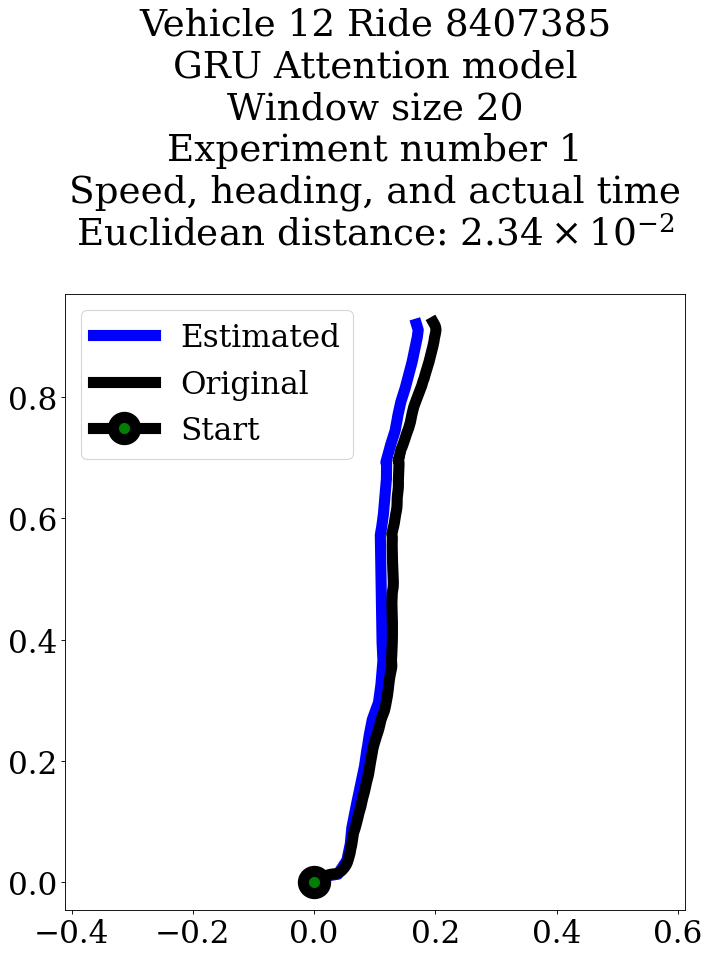 Vehicle 12 Ride 8407385
GRU Attention model
Window size 20
Experiment number 1
Speed, heading, and actual time
Euclidean distance: 2.34 × 10⁻²
Estimated
Original
Start
0.8
0.6
0.4
0.2
0.0
−0.4 −0.2 0.0 0.2 0.4 0.6